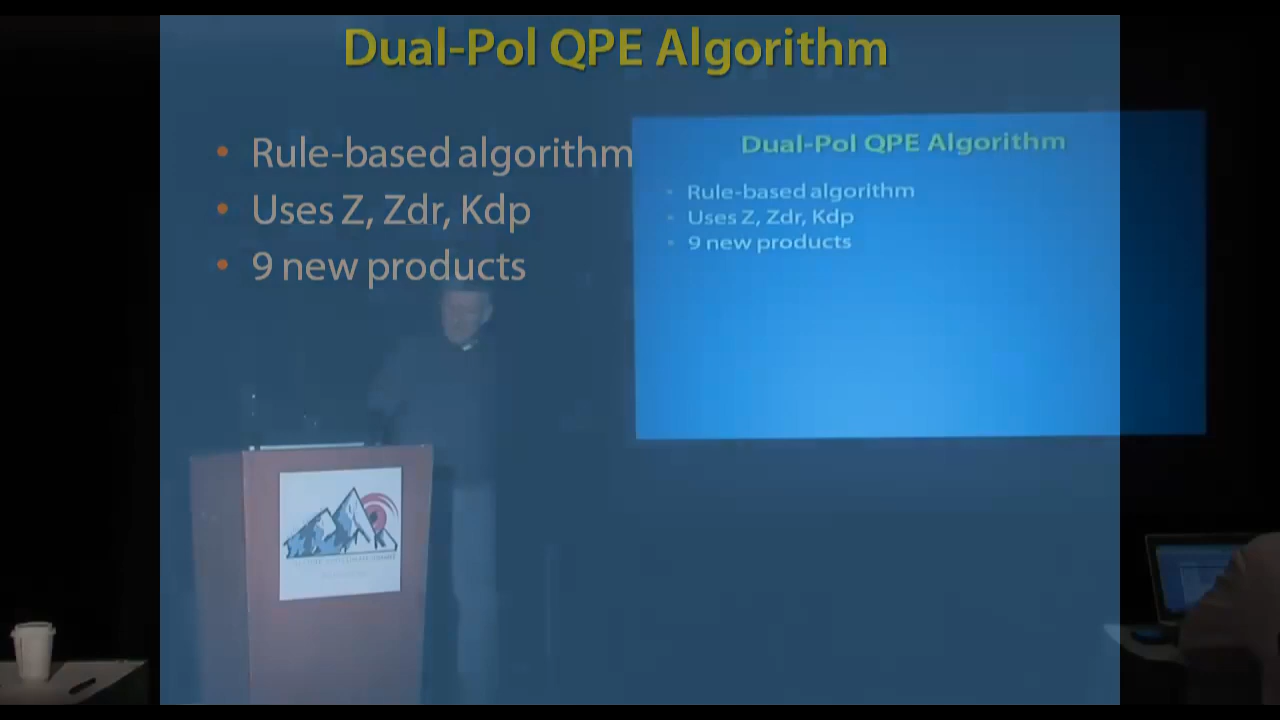 Dual-Pol QPE Algorithm
• Rule-based algorithm
• Uses Z, Zdr, Kdp
• 9 new products
Dual-Pol QPE Algorithm
• Rule-based algorithm
• Uses Z, Zdr, Kdp
• 9 new products